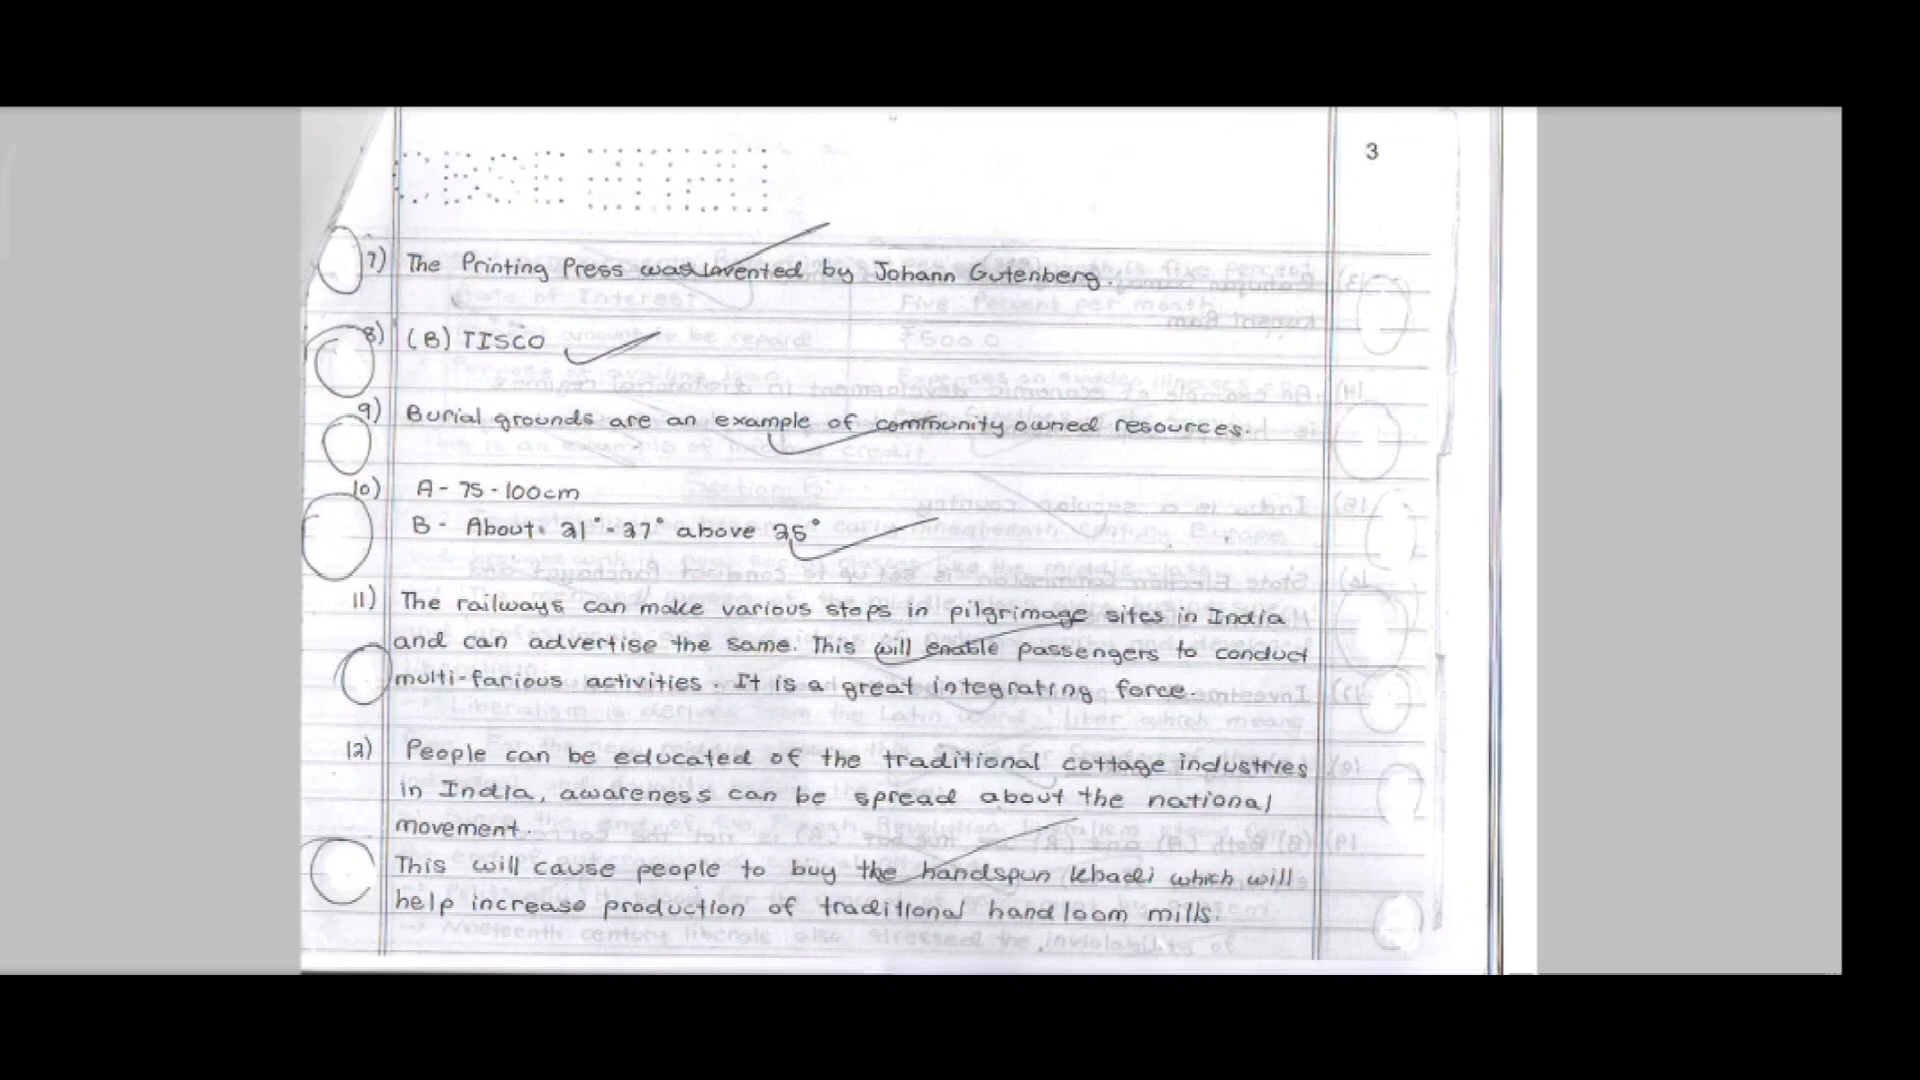 3
CBSE
7) The Printing Press was invented by Johann Gutenberg.
8) (B) TISCO
9) Burial grounds are an example of community owned resources.
10) A - 75 - 100cm
B - About 21° - 27° above 25°
11) The railways can make various stops in pilgrimage sites in India
and can advertise the same. This will enable passengers to conduct
multi-farious activities. It is a great integrating force.
12) People can be educated of the traditional cottage industries
in India, awareness can be spread about the national
movement.
This will cause people to buy the handspun khadi which will
help increase production of traditional handloom mills.